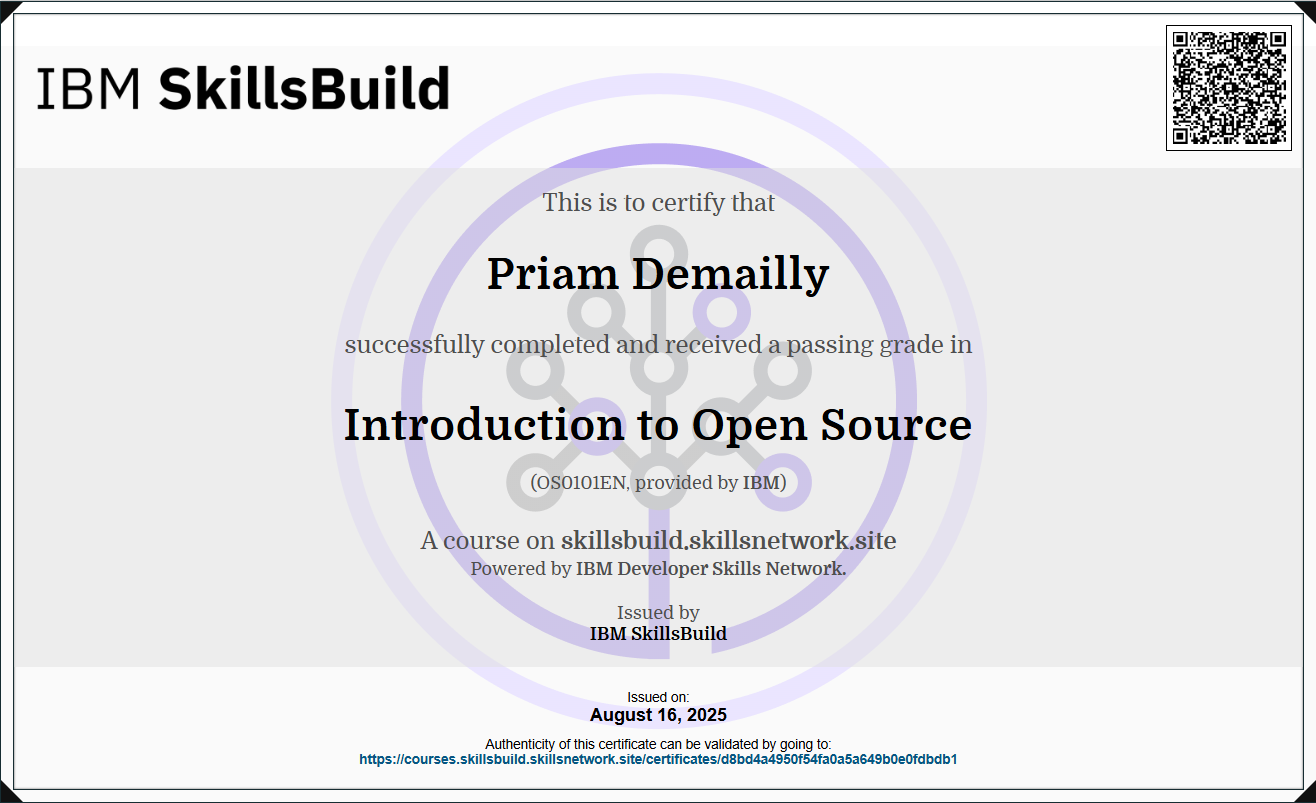 IBM SkillsBuild
This is to certify that
Priam Demailly
successfully completed and received a passing grade in
Introduction to Open Source
(OS0101EN, provided by IBM)
A course on skillsbuild.skillsnetwork.site
Powered by IBM Developer Skills Network.
Issued by
IBM SkillsBuild
Issued on:
August 16, 2025
Authenticity of this certificate can be validated by going to:
https://courses.skillsbuild.skillsnetwork.site/certificates/d8bd4a4950f54fa0a5a649b0e0fdbdb1